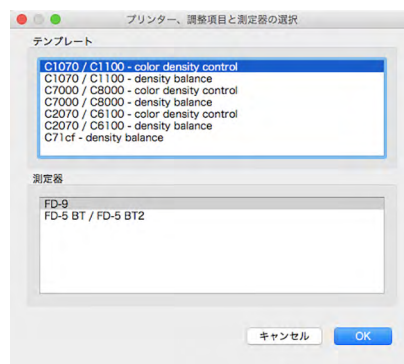 プリンター、調整項目と測定器の選択
テンプレート
C1070 / C1100 - color density control
C1070 / C1100 - density balance
C7000 / C8000 - color density control
C7000 / C8000 - density balance
C2070 / C6100 - color density control
C2070 / C6100 - density balance
C71cf - density balance
測定器
FD-9
FD-5 BT / FD-5 BT2
キャンセル
OK